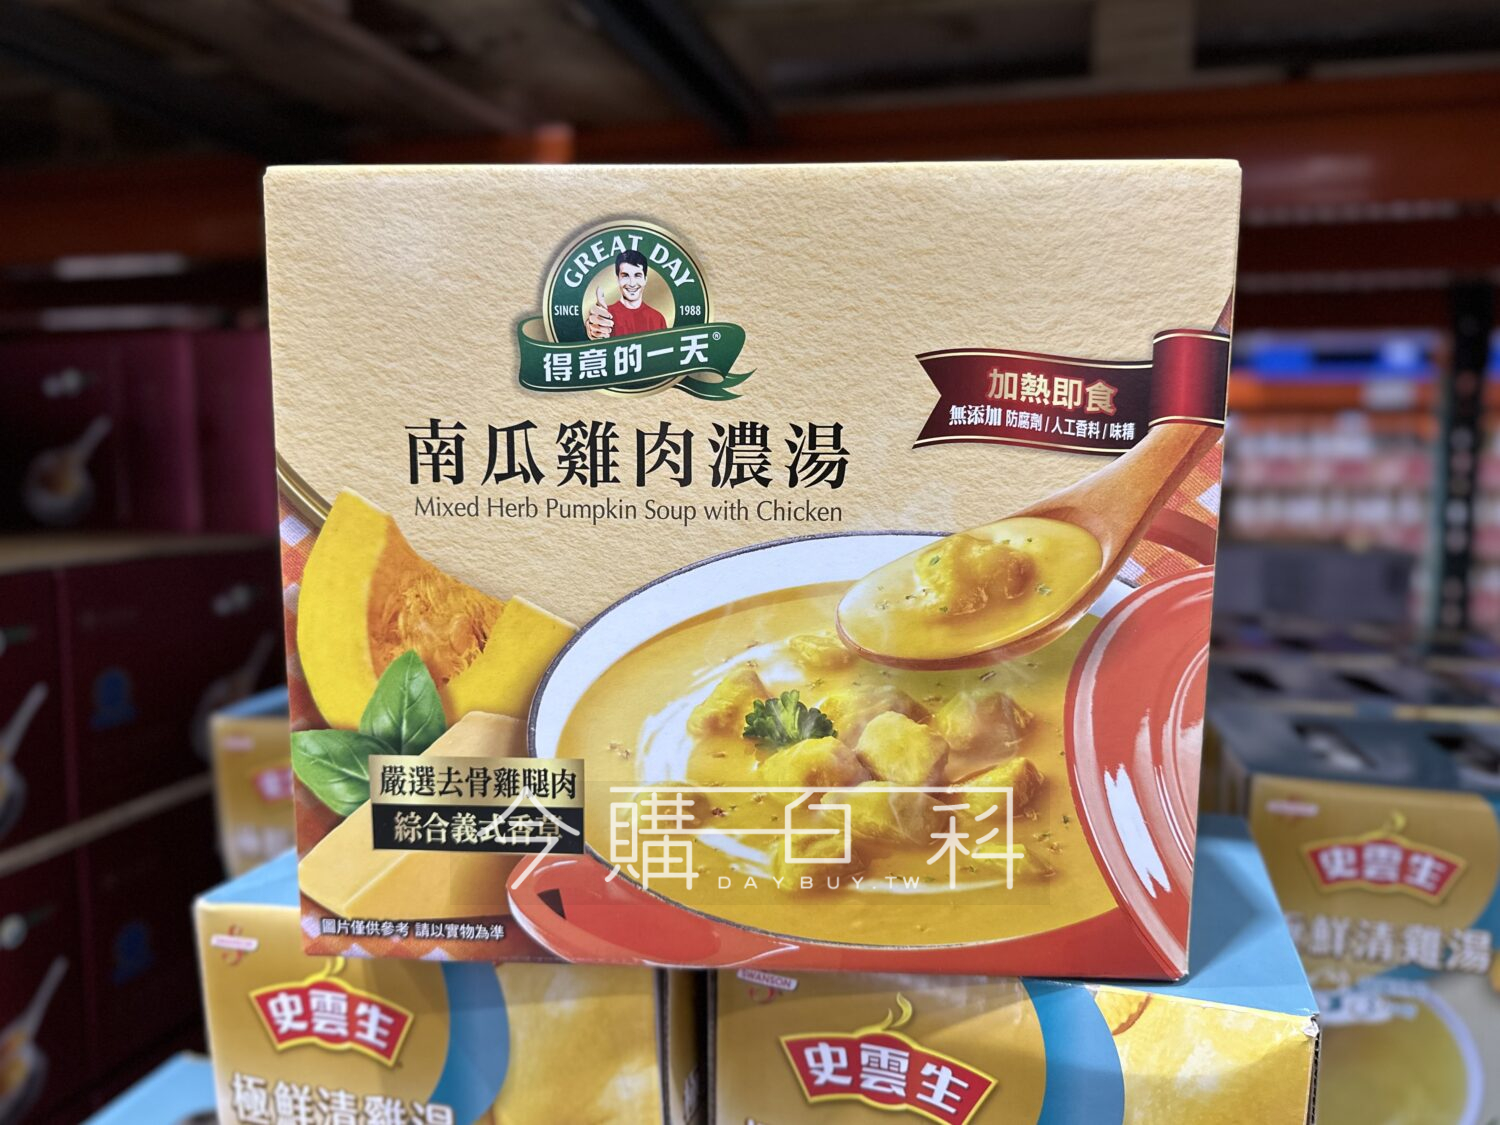 GREAT DAY
SINCE 1988
得意的一天®
加熱即食
無添加 防腐劑/人工香料/味精
南瓜雞肉濃湯
Mixed Herb Pumpkin Soup with Chicken
嚴選去骨雞腿肉
綜合義式香草
今購百科
DAYBUY.TW
圖片僅供參考 請以實物為準
史雲生
鮮清雞湯
SWANSON
史雲生
極鮮清雞湯
SWANSON
史雲生